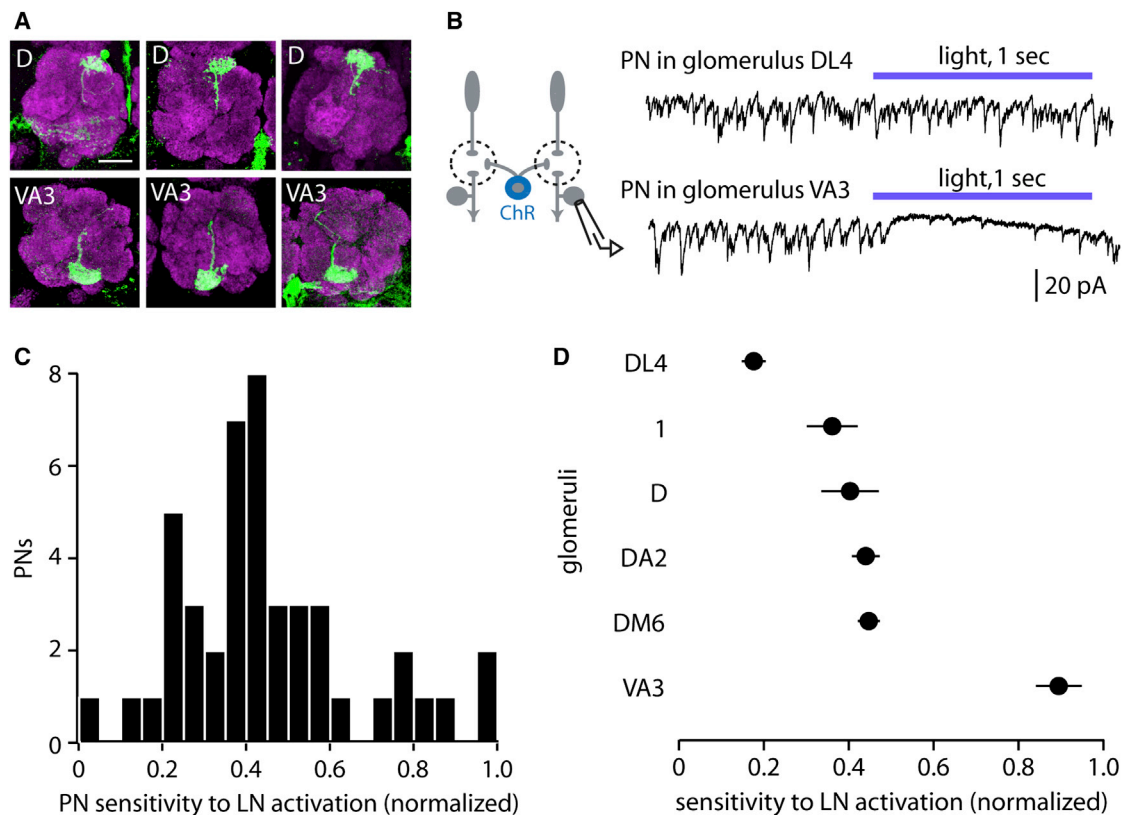 A
D
D
D
VA3
VA3
VA3
B
ChR
PN in glomerulus DL4
light, 1 sec
PN in glomerulus VA3
light,1 sec
20 pA
C
8
6
4
2
0
PNs
0
0.2
0.4
0.6
0.8
1.0
PN sensitivity to LN activation (normalized)
D
glomeruli
DL4
1
D
DA2
DM6
VA3
0
0.2
0.4
0.6
0.8
1.0
sensitivity to LN activation (normalized)